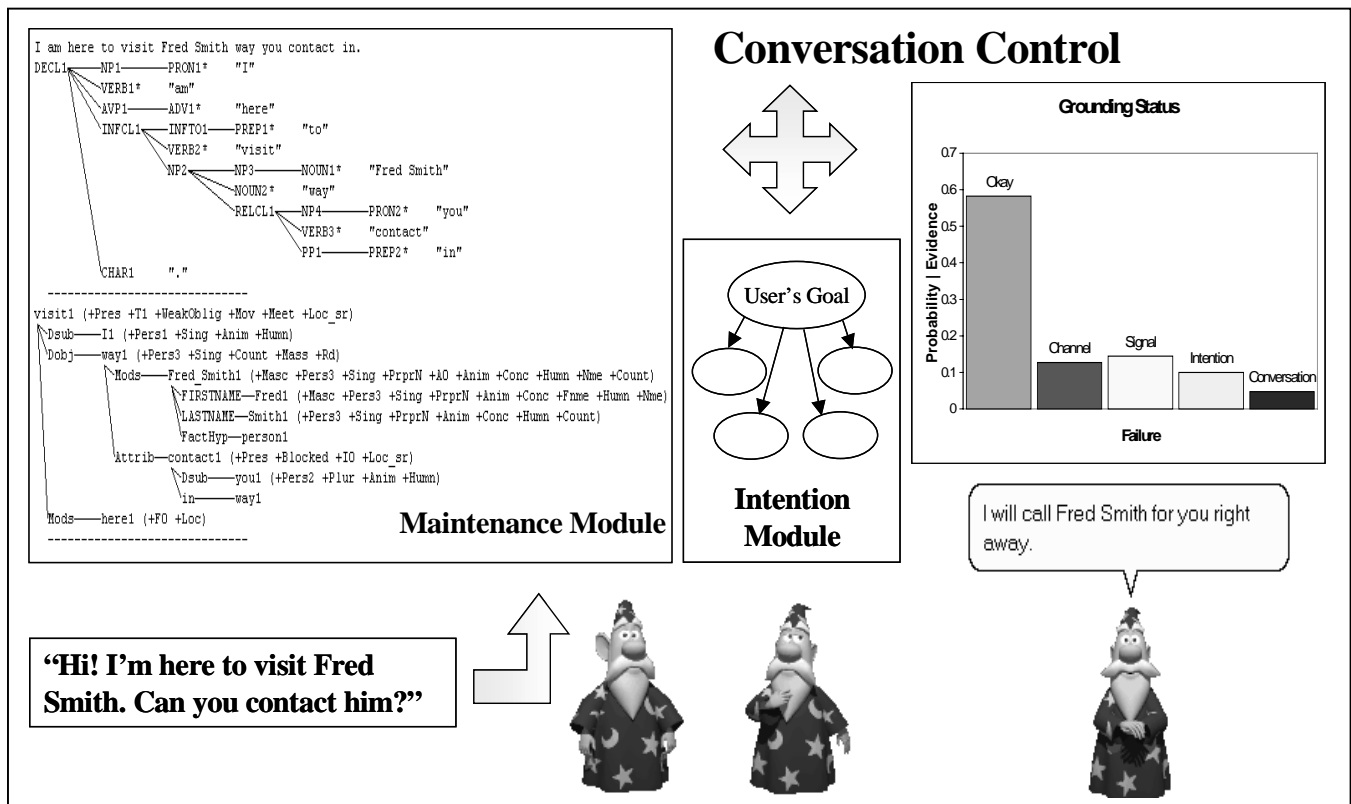 I am here to visit Fred Smith way you contact in.
DECL1 NP1 PRON1* "I"
VERB1* "am"
AVP1 ADV1* "here"
INFCL1 INFTO1 PREP1* "to"
VERB2* "visit"
NP2 NP3 NOUN1* "Fred Smith"
NOUN2* "way"
RELCL1 NP4 PRON2* "you"
VERB3* "contact"
PP1 PREP2* "in"
CHAR1 "."
----------------------------
visit1 (+Pres +T1 +WeakOblig +Mov +Meet +Loc_sr)
Dsub I1 (+Pers1 +Sing +Anim +Humn)
Dobj way1 (+Pers3 +Sing +Count +Mass +Rd)
Mods Fred_Smith1 (+Masc +Pers3 +Sing +PrprN +A0 +Anim +Conc +Humn +Nme +Count)
FIRSTNAME Fred1 (+Masc +Pers3 +Sing +PrprN +Anim +Conc +Fnme +Humn +Nme)
LASTNAME Smith1 (+Pers3 +Sing +PrprN +Anim +Conc +Humn +Count)
FactHyp person1
Attrib contact1 (+Pres +Blocked +I0 +Loc_sr)
Dsub you1 (+Pers2 +Plur +Anim +Humn)
in way1
Mods here1 (+F0 +Loc)
----------------------------
Maintenance Module
Conversation Control
User's Goal
Intention
Module
Grounding Status
Probability | Evidence
0.7
0.6
0.5
0.4
0.3
0.2
0.1
0
Okay
Channel
Signal
Intention
Conversation
Failure
I will call Fred Smith for you right
away.
“Hi! I’m here to visit Fred
Smith. Can you contact him?”